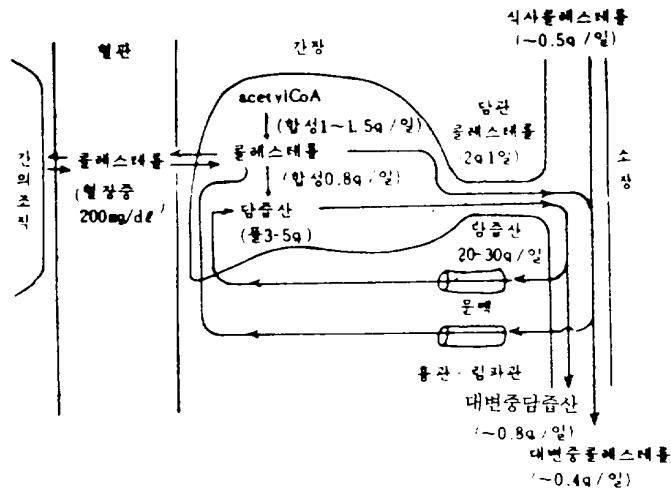 식사콜레스테롤
(~0.5g/일)
혈관
간장
acetylCoA
(합성1~1.5g/일)
콜레스테롤
(합성0.8g/일)
담즙산
(풀3-5g)
담관
콜레스테롤
(2g1일)
소장
간의조직
콜레스테롤
(혈장중
200mg/dℓ)
담즙산
20-30g/일
문맥
흉관·림파관
대변중담즙산
(~0.8g/일)
대변중콜레스테롤
(~0.4g/일)